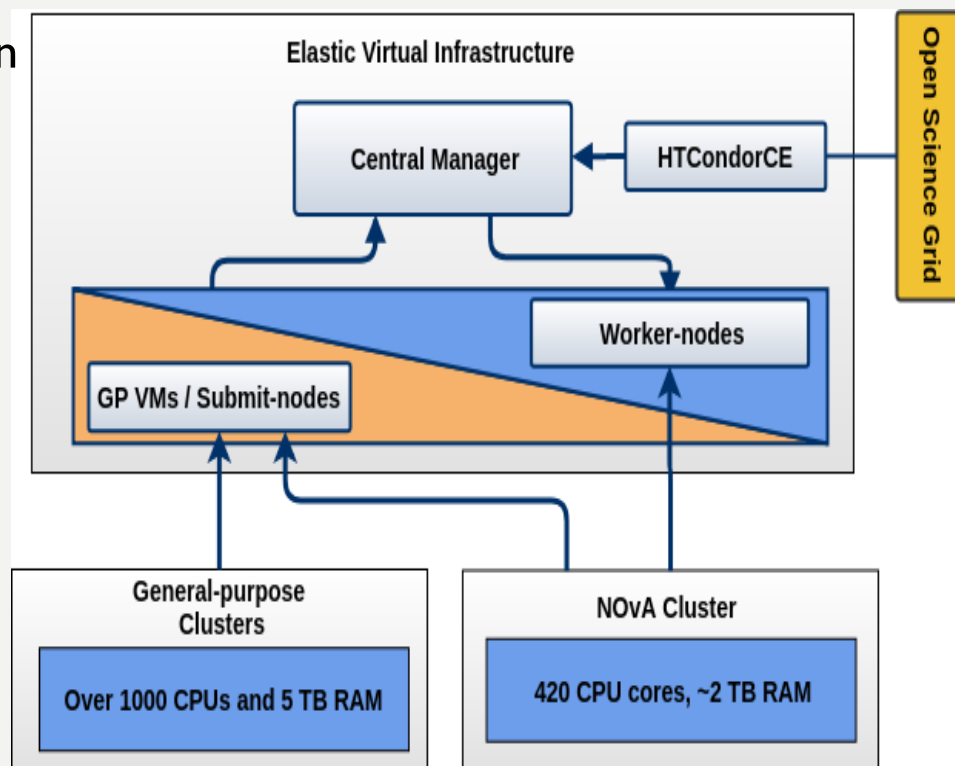 n
Elastic Virtual Infrastructure
Central Manager
HTCondorCE
Open Science Grid
Worker-nodes
GP VMs / Submit-nodes
General-purpose
Clusters
Over 1000 CPUs and 5 TB RAM
NOvA Cluster
420 CPU cores, ~2 TB RAM